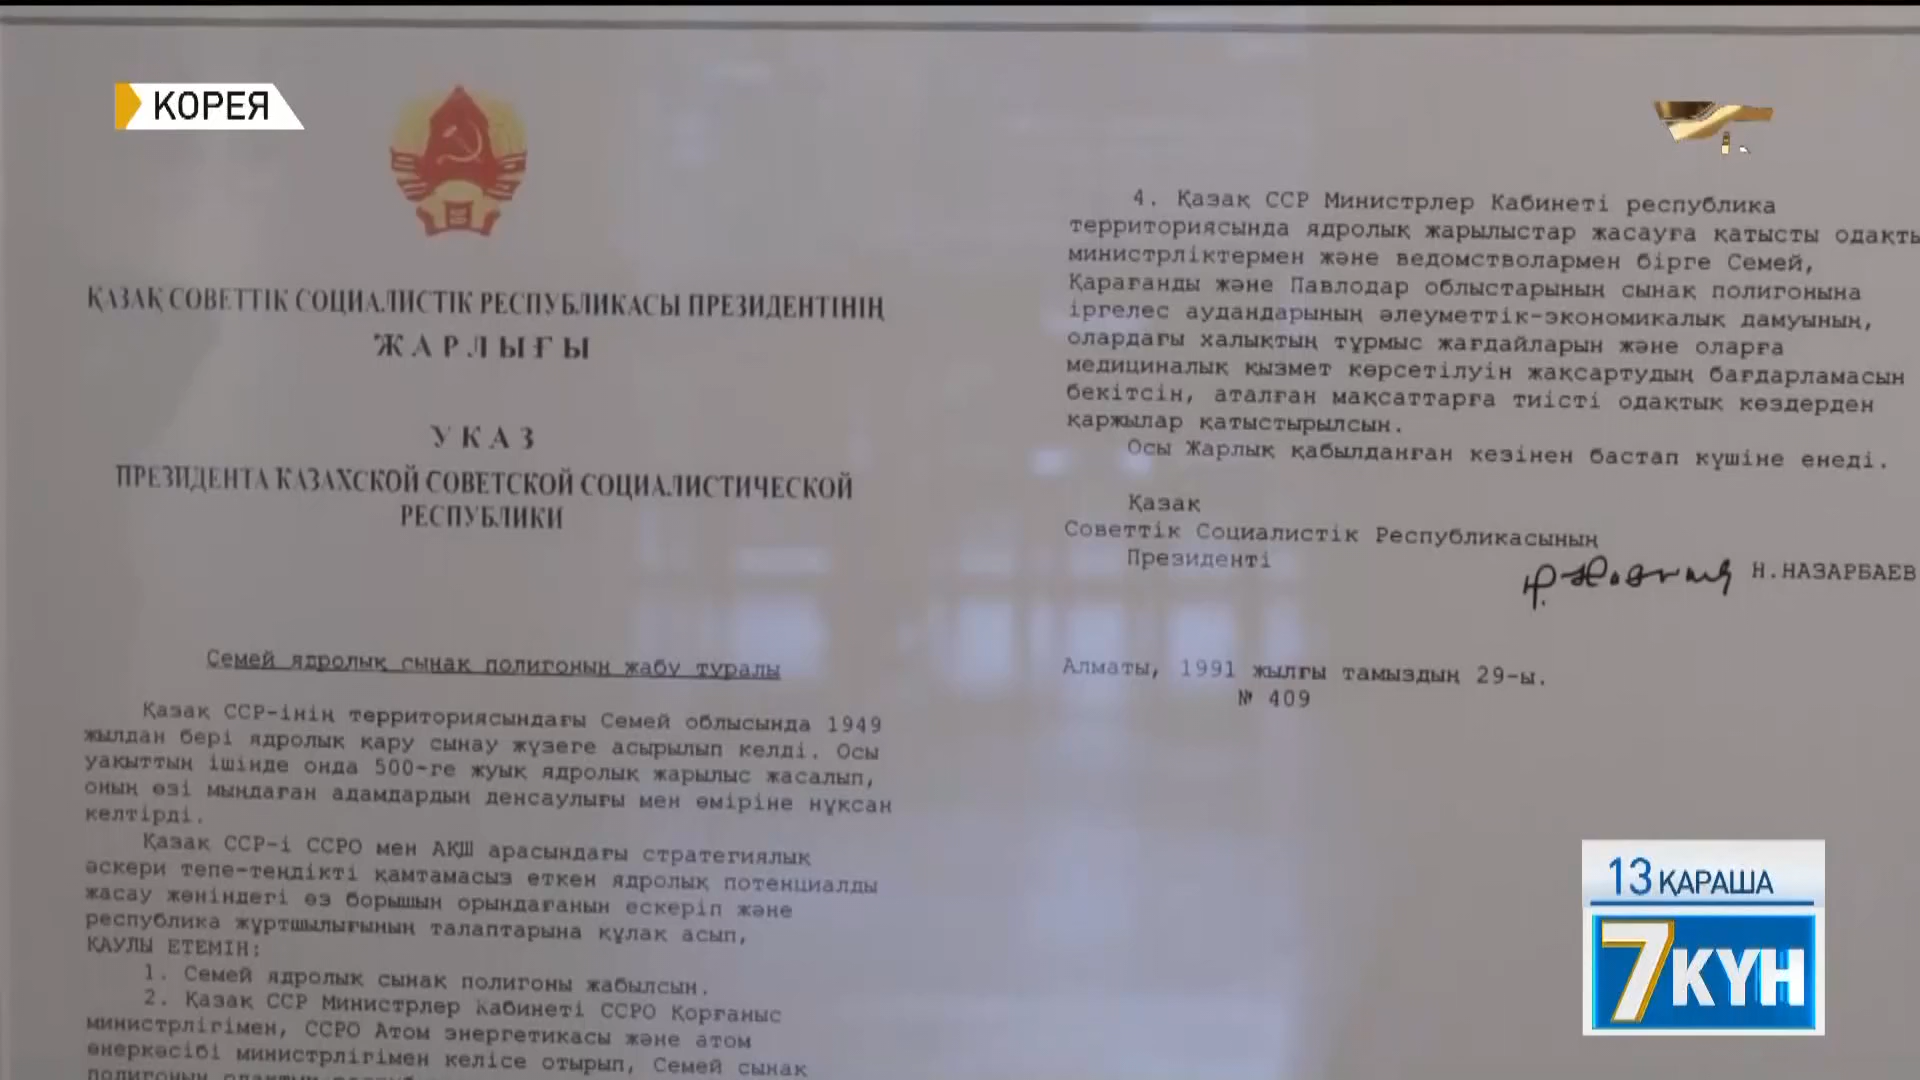 КОРЕЯ
ҚАЗАҚ СОВЕТТІК СОЦИАЛИСТІК РЕСПУБЛИКАСЫ ПРЕЗИДЕНТІНІҢ
ЖАРЛЫҒЫ
УКАЗ
ПРЕЗИДЕНТА КАЗАХСКОЙ СОВЕТСКОЙ СОЦИАЛИСТИЧЕСКОЙ
РЕСПУБЛИКИ
Семей ядролық сынақ полигонын жабу туралы
Қазақ ССР-інің территориясындағы Семей облысында 1949
жылдан бері ядролық қару сынау жүзеге асырылып келді. Осы
уақыттың ішінде онда 500-ге жуық ядролық жарылыс жасалып,
оның өзі мыңдаған адамдардың денсаулығы мен өміріне нұқсан
келтірді.
Қазақ ССР-і ССРО мен АҚШ арасындағы стратегиялық
әскери тепе-теңдікті қамтамасыз еткен ядролық потенциалды
жасау жөніндегі өз борышын орындағанын ескеріп және
республика жұртшылығының талаптарына құлақ асып,
ҚАУЛЫ ЕТЕМІН:
1. Семей ядролық сынақ полигоны жабылсын.
2. Қазақ ССР Министрлер Кабинеті ССРО Қорғаныс
министрлігімен, ССРО Атом энергетикасы және атом
өнеркәсібі министрлігімен келісе отырып, Семей сынақ
полигонын
4. Қазақ ССР Министрлер Кабинеті республика
территориясында ядролық жарылыстар жасауға қатысты одақты
министрліктермен және ведомстволармен бірге Семей,
Қарағанды және Павлодар облыстарының сынақ полигонына
іргелес аудандарының әлеуметтік-экономикалық дамуының,
олардағы халықтың тұрмыс жағдайларын және оларға
медициналық қызмет көрсетілуін жақсартудың бағдарламасын
бекітсін, аталған мақсаттарға тиісті одақтық көздерден
қаржылар қатыстырылсын.
Осы Жарлық қабылданған кезінен бастап күшіне енеді.
Қазақ
Советтік Социалистік Республикасының
Президенті
Н.НАЗАРБАЕВ
Алматы, 1991 жылғы тамыздың 29-ы.
№ 409
13 ҚАРАША
7КҮН